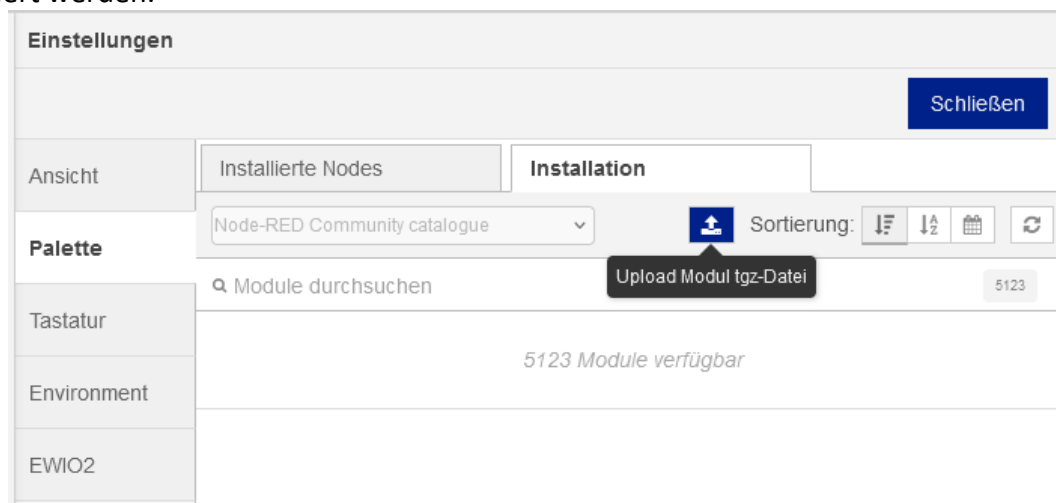 Einstellungen
Schließen
Ansicht
Installierte Nodes
Installation
Node-RED Community catalogue
Sortierung:
Palette
Upload Modul tgz-Datei
Module durchsuchen
5123
Tastatur
5123 Module verfügbar
Environment
EWIO2